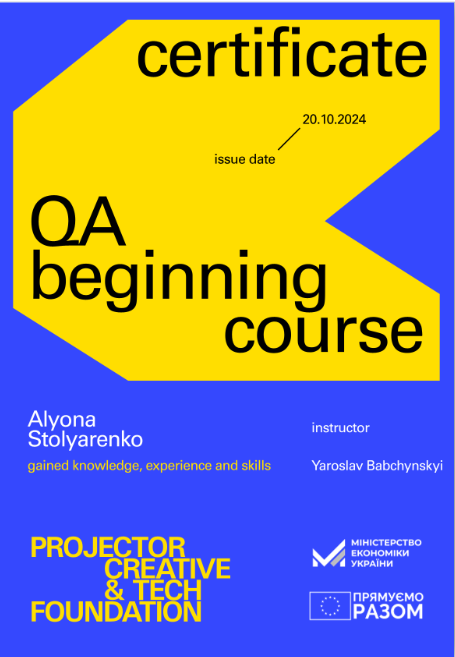 certificate
20.10.2024
issue date
QA
beginning
course
Alyona
Stolyarenko
gained knowledge, experience and skills
instructor
Yaroslav Babchynskyi
PROJECTOR
CREATIVE
& TECH
FOUNDATION
МІНІСТЕРСТВО
ЕКОНОМІКИ
УКРАЇНИ
ПРЯМУЄМО
РАЗОМ